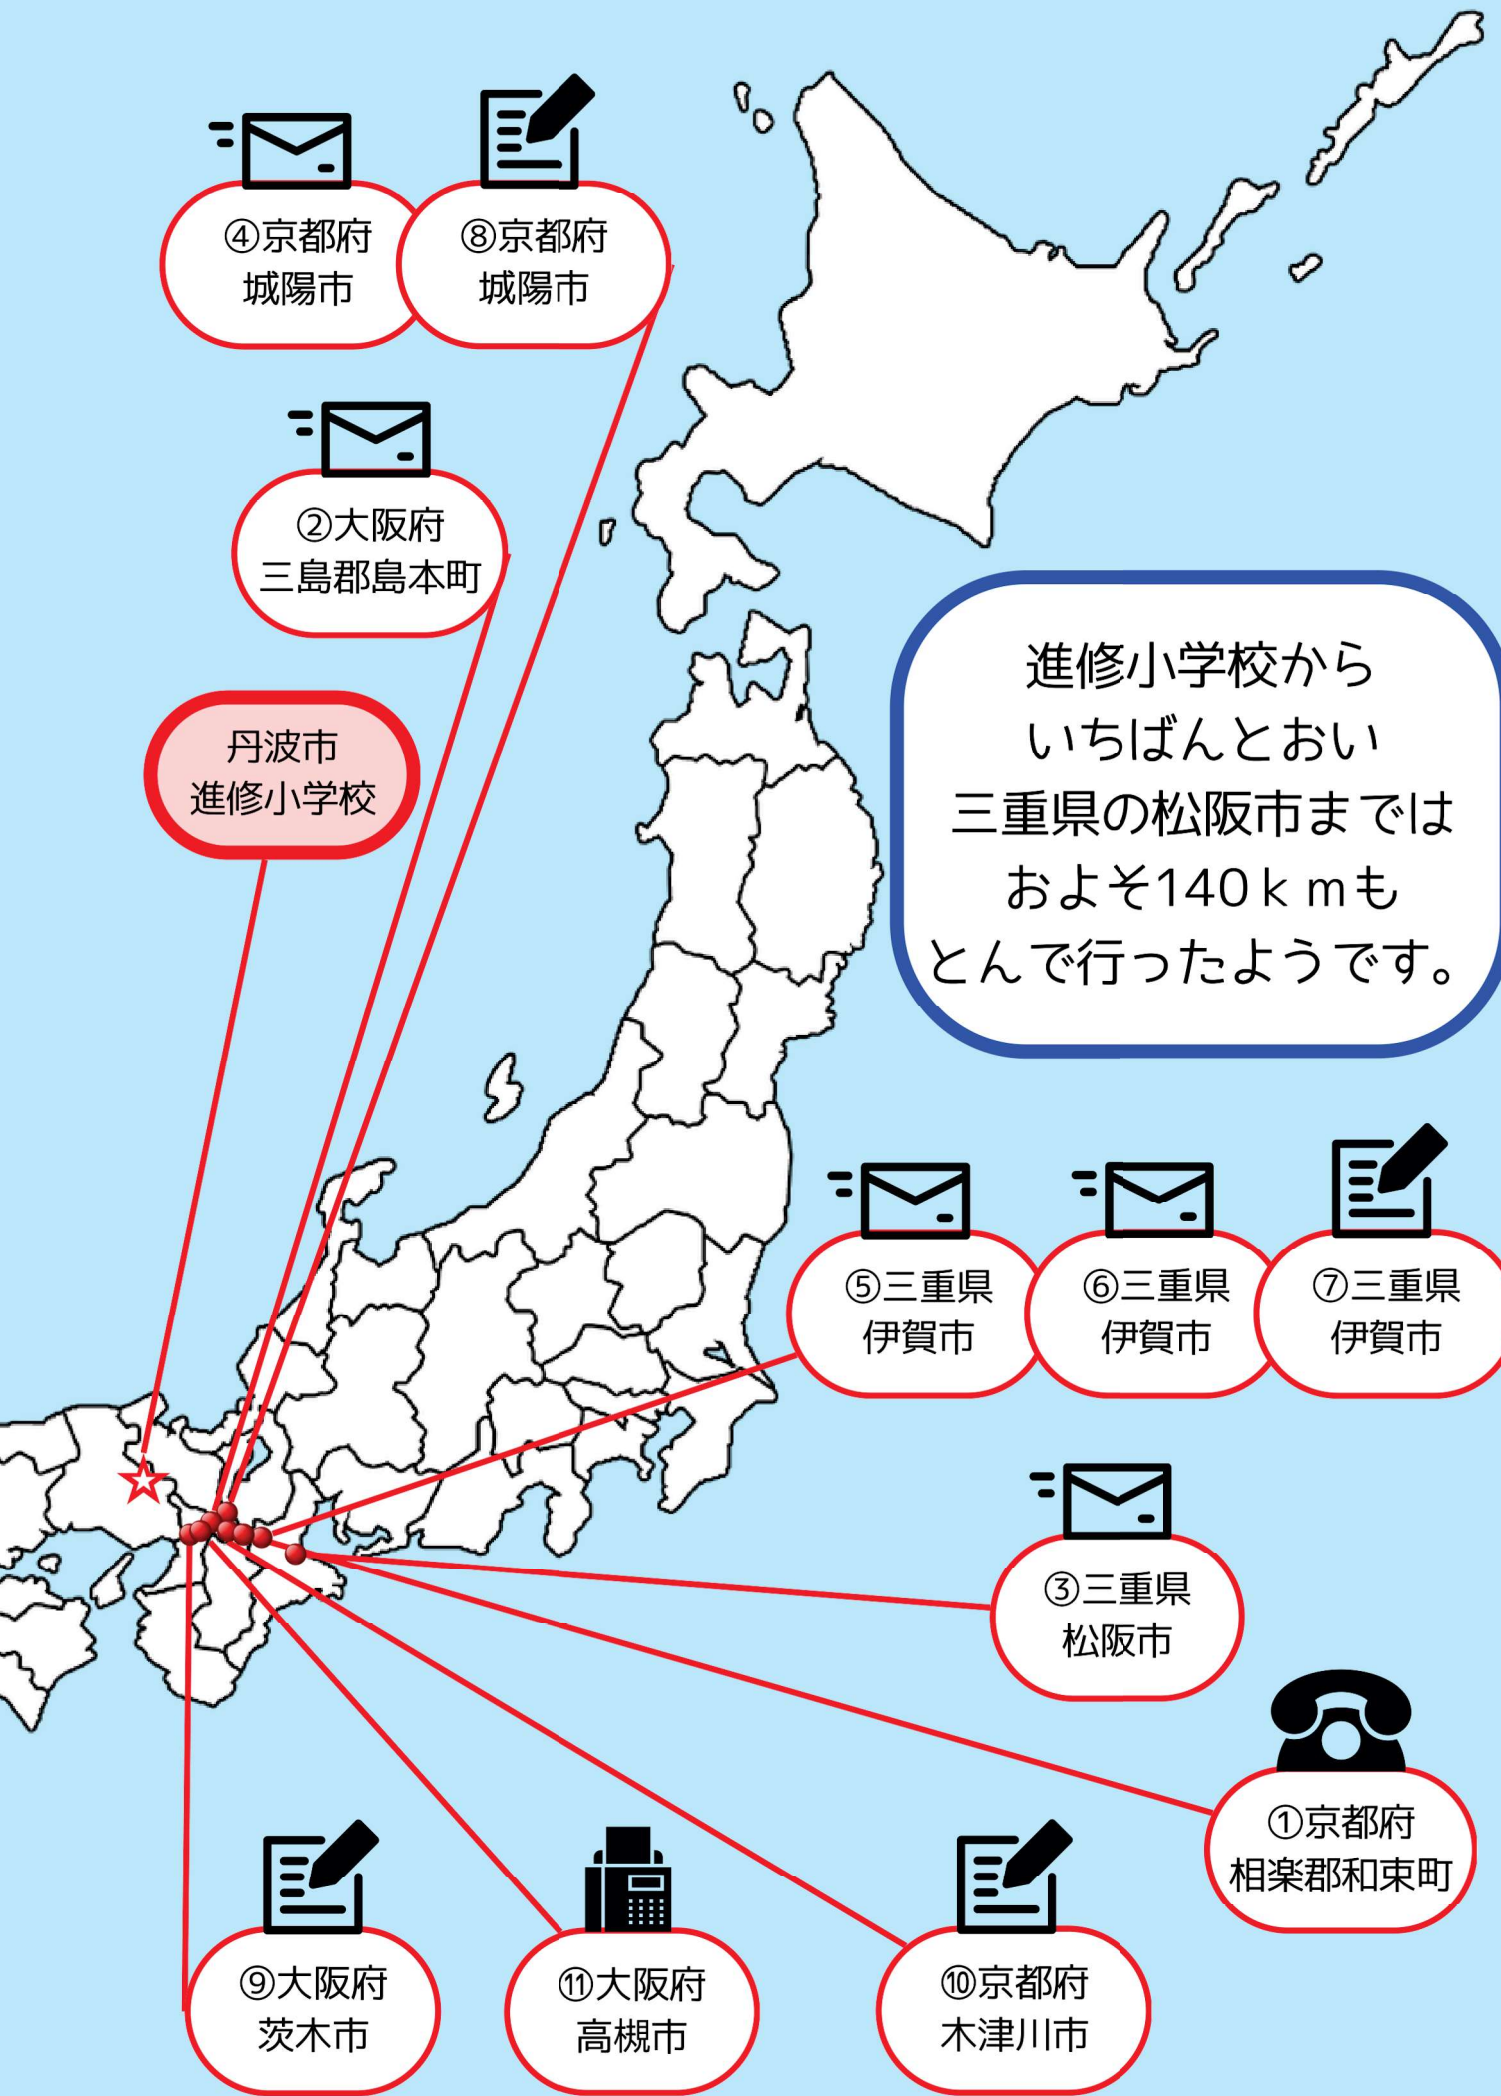 ④京都府
城陽市
⑧京都府
城陽市
②大阪府
三島郡島本町
丹波市
進修小学校
進修小学校から
いちばんとおい
三重県の松阪市までは
およそ140ｋｍも
とんで行ったようです。
⑤三重県
伊賀市
⑥三重県
伊賀市
⑦三重県
伊賀市
③三重県
松阪市
①京都府
相楽郡和束町
⑨大阪府
茨木市
⑪大阪府
高槻市
⑩京都府
木津川市